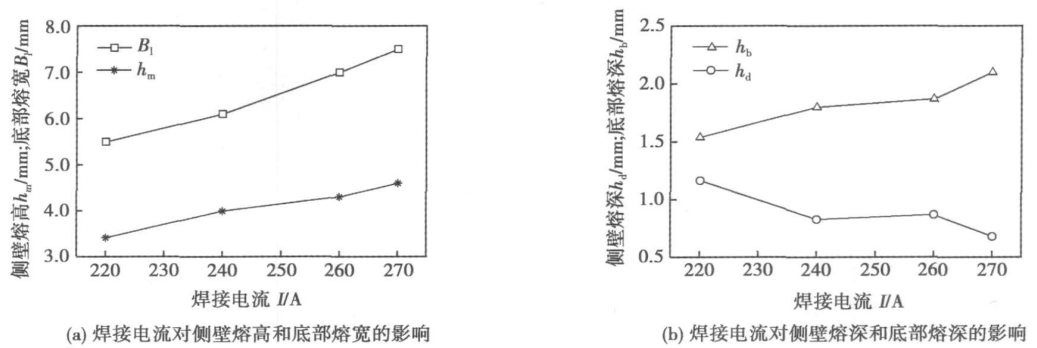 侧壁熔高hm/mm;底部熔宽Bl/mm
8.0
7.0
6.0
5.0
4.0
3.0
Bl
hm
220 230 240 250 260 270
焊接电流 I/A
(a) 焊接电流对侧壁熔高和底部熔宽的影响
侧壁熔深hd/mm;底部熔深hb/mm
2.5
2.0
1.5
1.0
0.5
hb
hd
220 230 240 250 260 270
焊接电流 I/A
(b) 焊接电流对侧壁熔深和底部熔深的影响